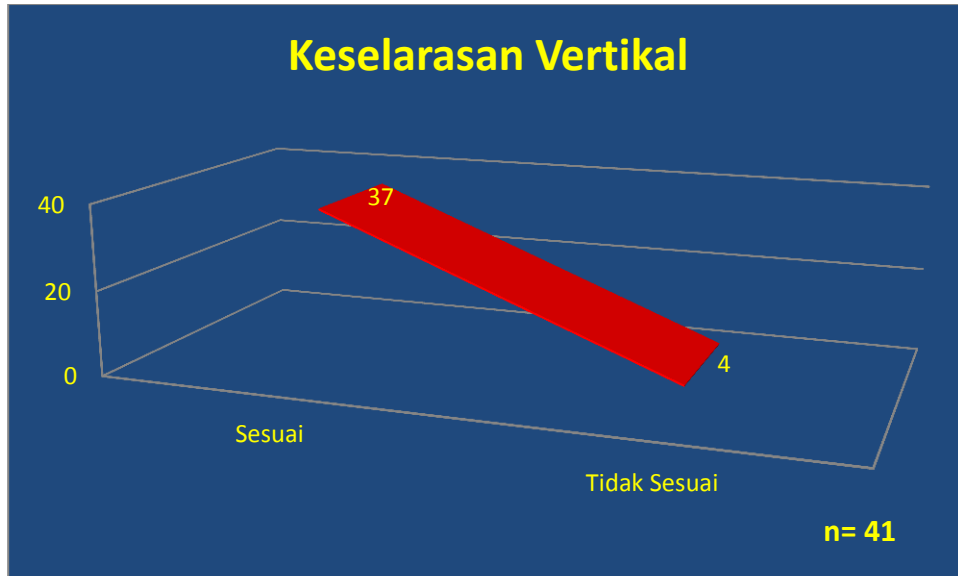 Keselarasan Vertikal
40
20
0
37
4
Sesuai
Tidak Sesuai
n= 41